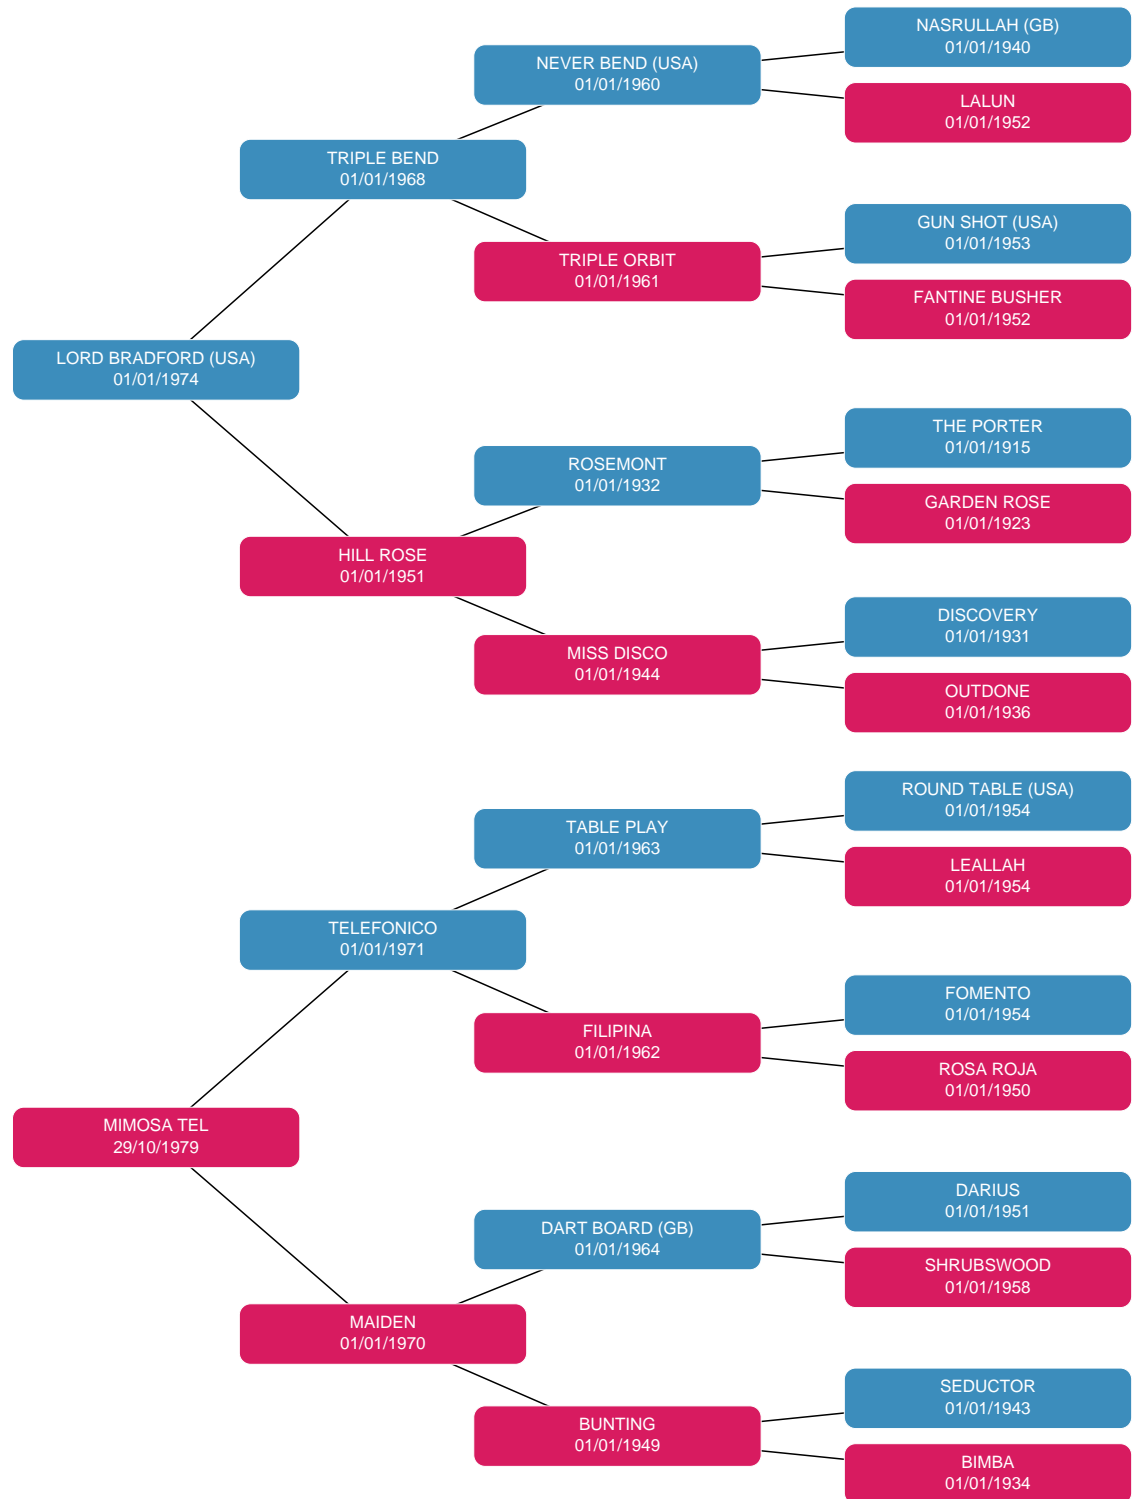 NASRULLAH (GB)
01/01/1940
NEVER BEND (USA)
01/01/1960
LALUN
01/01/1952
TRIPLE BEND
01/01/1968
GUN SHOT (USA)
01/01/1953
TRIPLE ORBIT
01/01/1961
FANTINE BUSHER
01/01/1952
LORD BRADFORD (USA)
01/01/1974
THE PORTER
01/01/1915
ROSEMONT
01/01/1932
GARDEN ROSE
01/01/1923
HILL ROSE
01/01/1951
DISCOVERY
01/01/1931
MISS DISCO
01/01/1944
OUTDONE
01/01/1936
ROUND TABLE (USA)
01/01/1954
TABLE PLAY
01/01/1963
LEALLAH
01/01/1954
TELEFONICO
01/01/1971
FOMENTO
01/01/1954
FILIPINA
01/01/1962
ROSA ROJA
01/01/1950
MIMOSA TEL
29/10/1979
DARIUS
01/01/1951
DART BOARD (GB)
01/01/1964
SHRUBSWOOD
01/01/1958
MAIDEN
01/01/1970
SEDUCTOR
01/01/1943
BUNTING
01/01/1949
BIMBA
01/01/1934